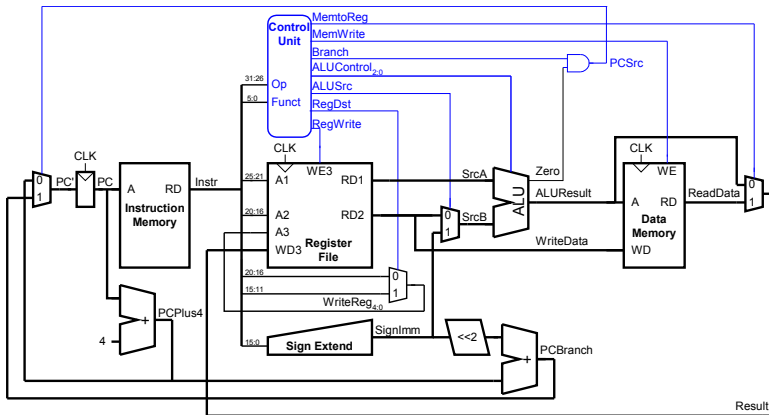 MemtoReg
Control
Unit
MemWrite
Branch
ALUControl2:0
PCSrc
31:26
Op
ALUSrc
5:0
Funct
RegDst
RegWrite
CLK
CLK
CLK
WE3
WE
0
1
PC'
PC
A
RD
Instr
Instruction
Memory
25:21
A1
RD1
SrcA
Zero
ALU
ALUResult
20:16
A2
RD2
0
1
SrcB
A3
WD3
Register
File
A
RD
ReadData
0
1
Data
Memory
WD
WriteData
20:16
0
15:11
1
WriteReg4:0
PCPlus4
+
4
SignImm
15:0
Sign Extend
<<2
+
PCBranch
Result